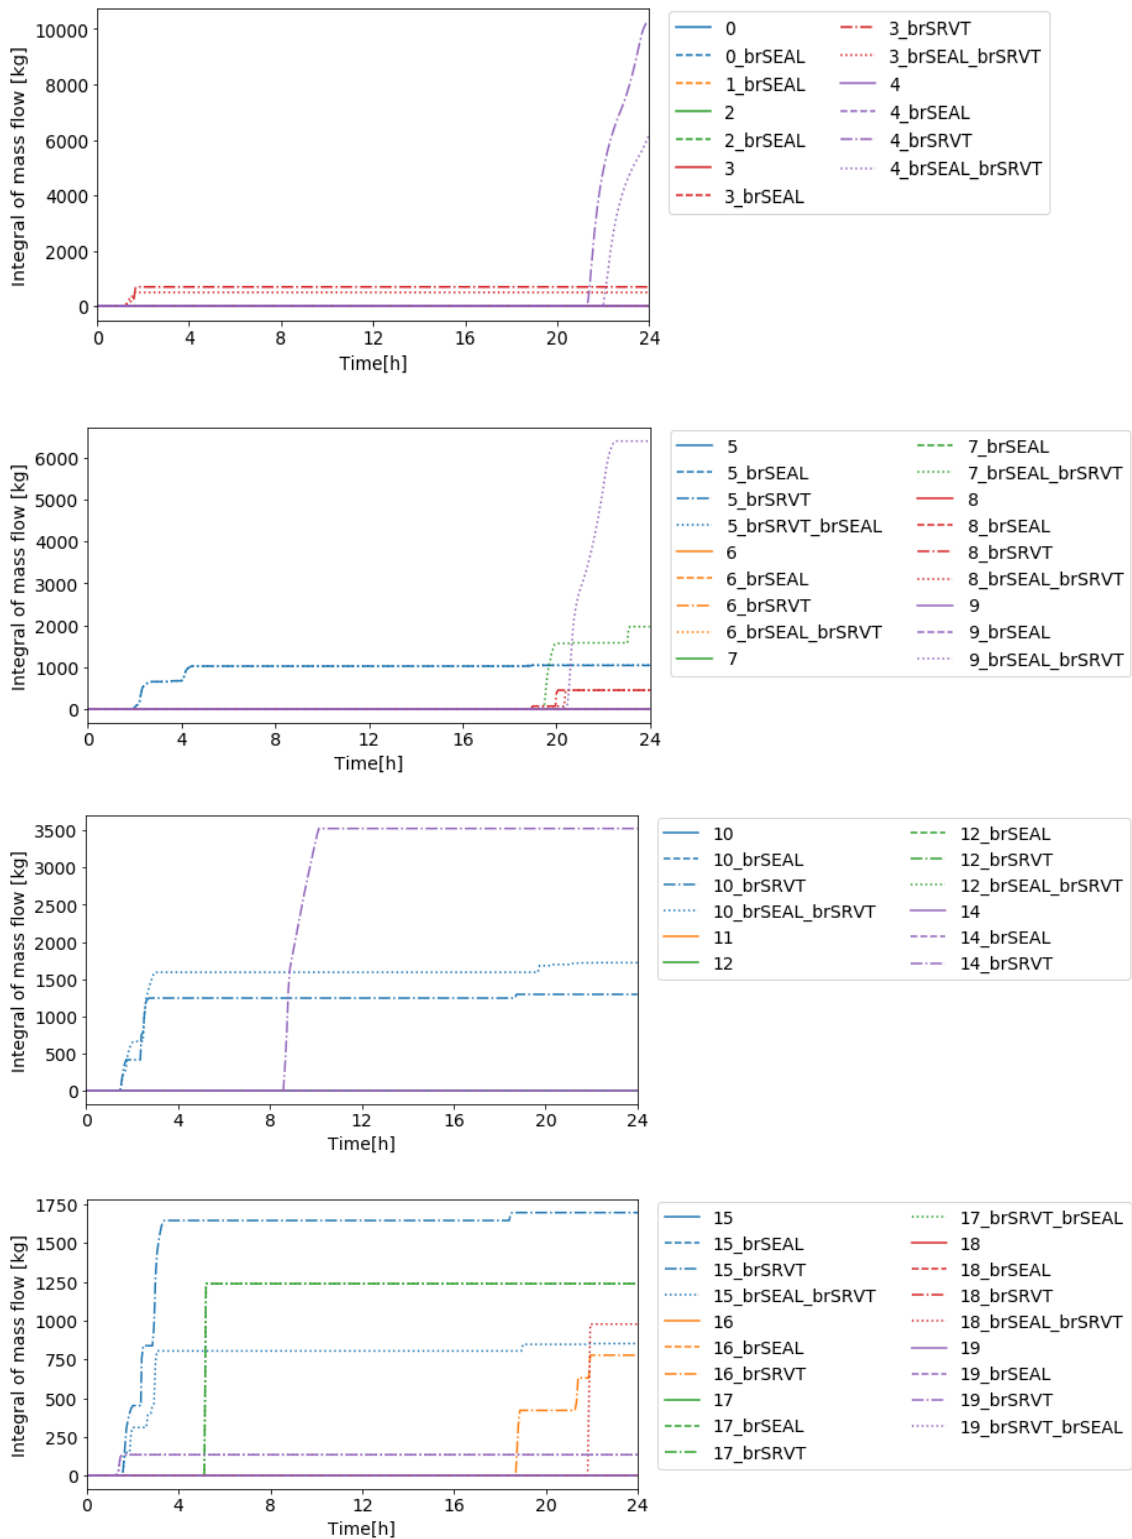 Integral of mass flow [kg]
10000
8000
6000
4000
2000
0
0 4 8 12 16 20 24
Time[h]
0 3_brSRVT
0_brSEAL 3_brSEAL_brSRVT
1_brSEAL 4
2 4_brSEAL
2_brSEAL 4_brSRVT
3 4_brSEAL_brSRVT
3_brSEAL
Integral of mass flow [kg]
6000
5000
4000
3000
2000
1000
0
0 4 8 12 16 20 24
Time[h]
5 7_brSEAL
5_brSEAL 7_brSEAL_brSRVT
5_brSRVT 8
5_brSRVT_brSEAL 8_brSEAL
6 8_brSRVT
6_brSEAL 8_brSEAL_brSRVT
6_brSRVT 9
6_brSEAL_brSRVT 9_brSEAL
7 9_brSEAL_brSRVT
Integral of mass flow [kg]
3500
3000
2500
2000
1500
1000
500
0
0 4 8 12 16 20 24
Time[h]
10 12_brSEAL
10_brSEAL 12_brSRVT
10_brSRVT 12_brSEAL_brSRVT
10_brSEAL_brSRVT 14
11 14_brSEAL
12 14_brSRVT
Integral of mass flow [kg]
1750
1500
1250
1000
750
500
250
0
0 4 8 12 16 20 24
Time[h]
15 17_brSRVT_brSEAL
15_brSEAL 18
15_brSRVT 18_brSEAL
15_brSEAL_brSRVT 18_brSRVT
16 18_brSEAL_brSRVT
16_brSEAL 19
16_brSRVT 19_brSEAL
17 19_brSRVT
17_brSEAL 19_brSRVT_brSEAL
17_brSRVT